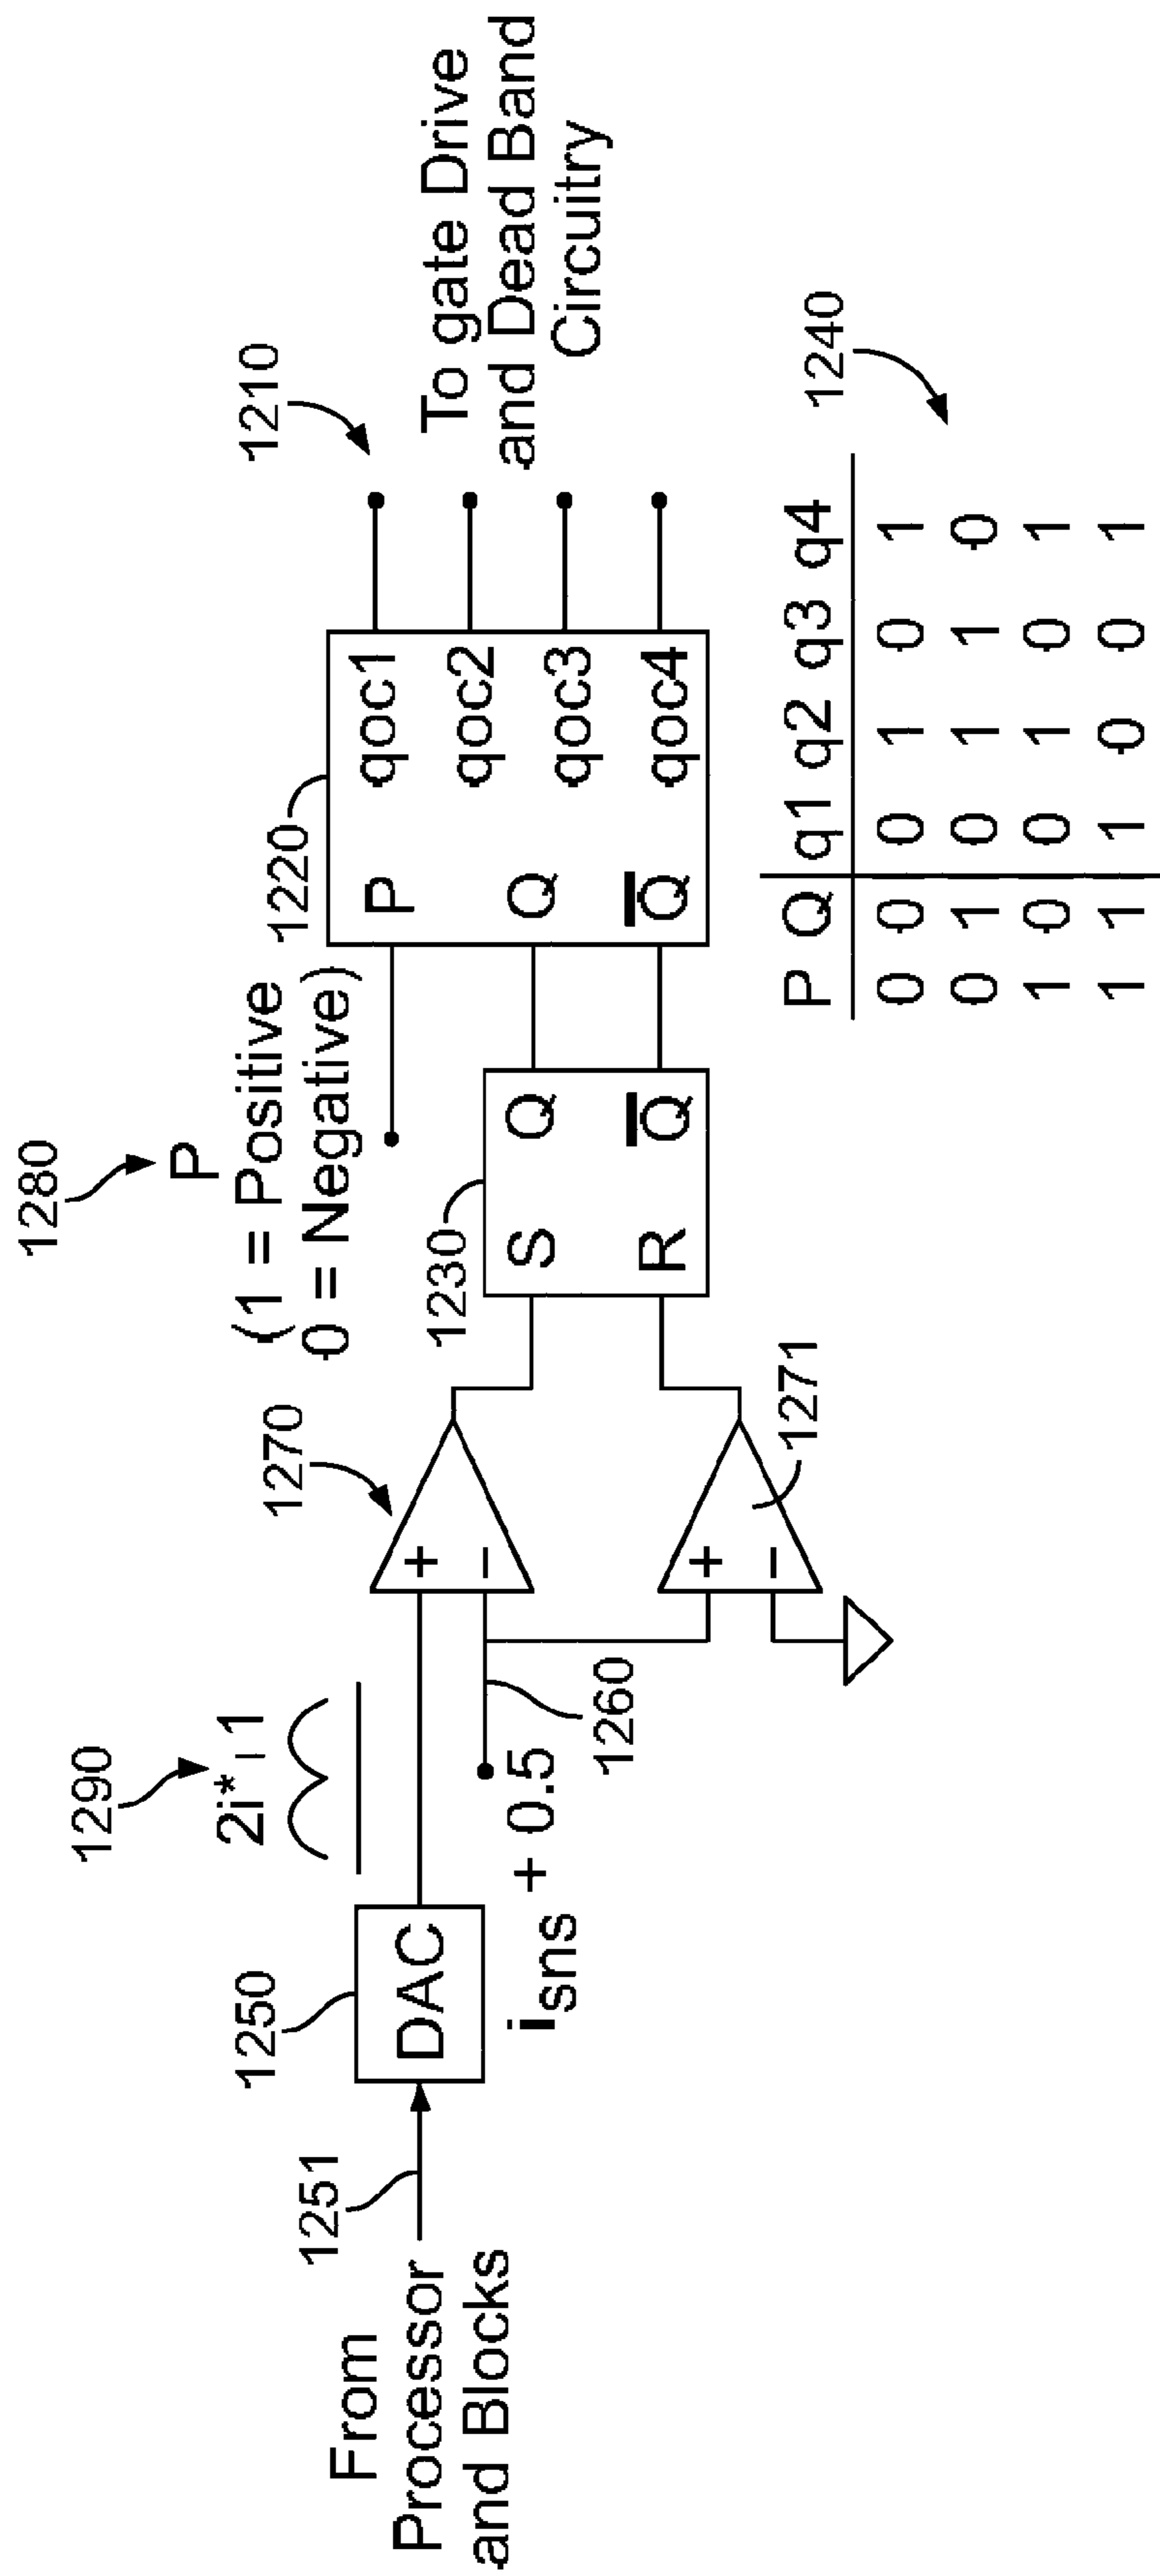 1280
P
(1 = Positive
0 = Negative)
1290
2i* | 1
1250
DAC
1251
From
Processor
and Blocks
i_sns + 0.5
1260
1270
+
−
1271
+
−
1230
S Q
R Q̅
1220
P qoc1
qoc2
Q qoc3
Q̅ qoc4
1210
To gate Drive
and Dead Band
Circuitry
1240
P Q q1 q2 q3 q4
0 0 0 1 0 1
0 1 0 1 1 0
1 0 0 1 0 1
1 1 1 0 0 1